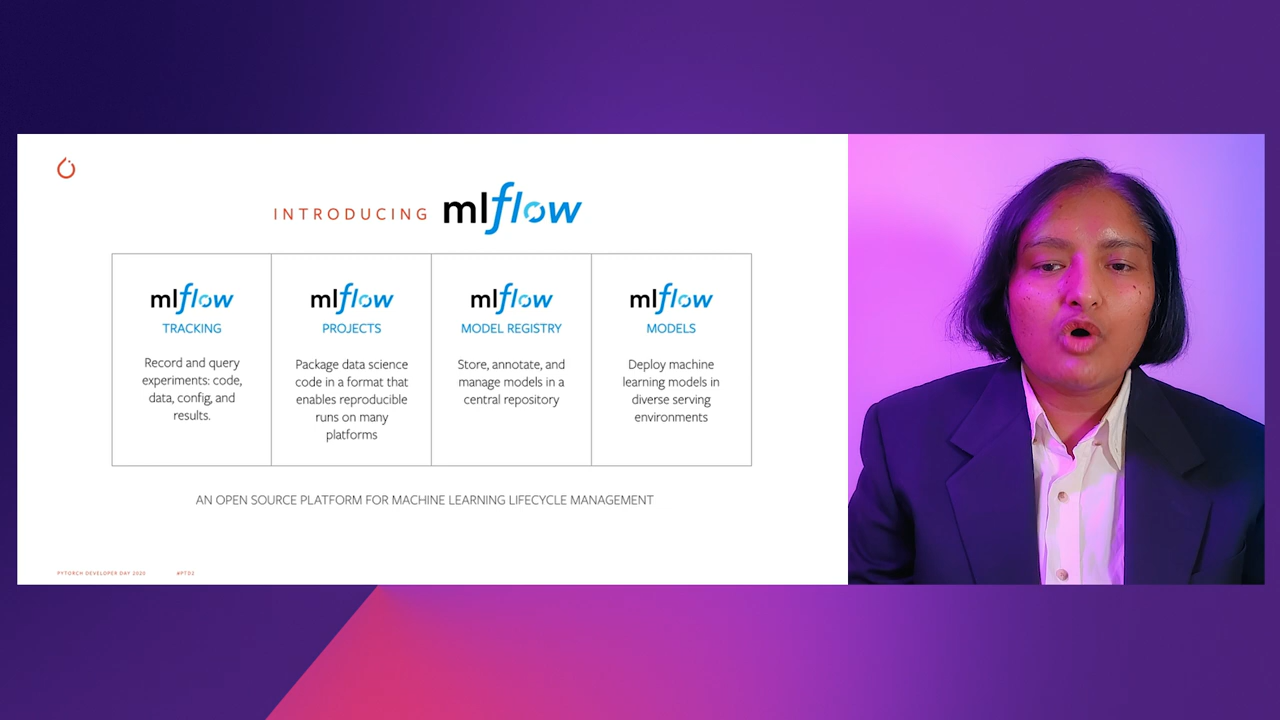 INTRODUCING mlflow
mlflow
TRACKING
Record and query
experiments: code,
data, config, and
results.
mlflow
PROJECTS
Package data science
code in a format that
enables reproducible
runs on many
platforms
mlflow
MODEL REGISTRY
Store, annotate, and
manage models in a
central repository
mlflow
MODELS
Deploy machine
learning models in
diverse serving
environments
AN OPEN SOURCE PLATFORM FOR MACHINE LEARNING LIFECYCLE MANAGEMENT
PYTORCH DEVELOPER DAY 2020 #PTD2